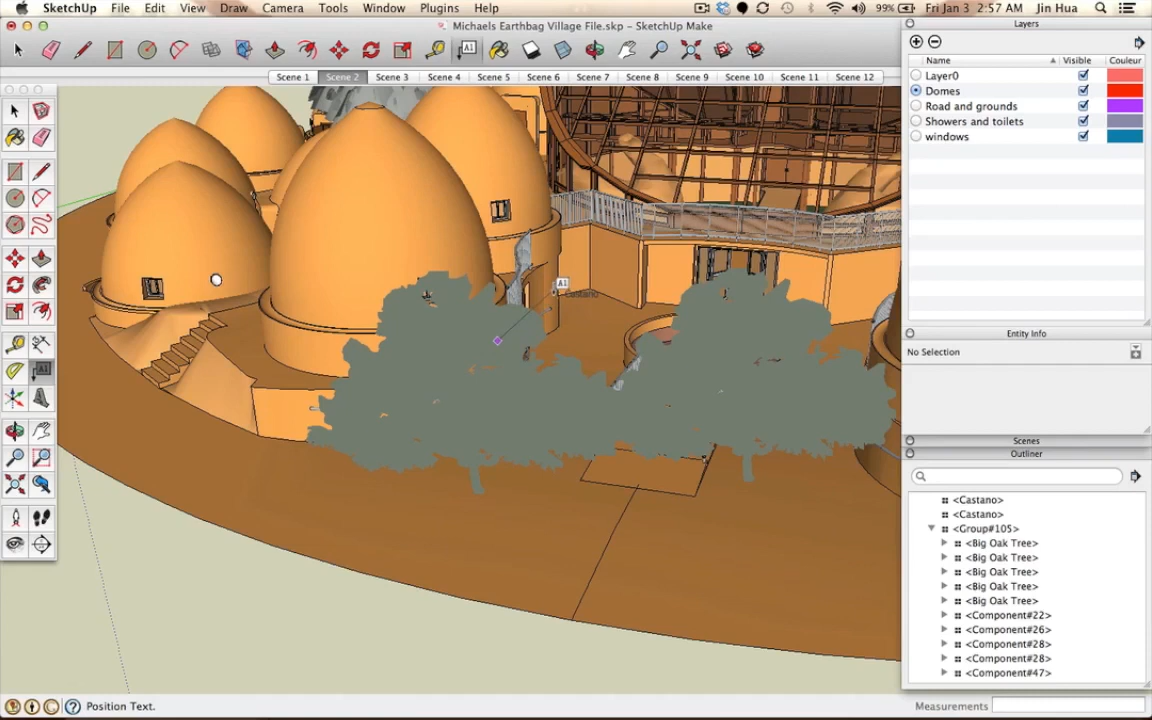 SketchUp File Edit View Draw Camera Tools Window Plugins Help 99% Fri Jan 3 2:57 AM Jin Hua
Michaels Earthbag Village File.skp - SketchUp Make
Layers
A1
Scene 1 Scene 2 Scene 3 Scene 4 Scene 5 Scene 6 Scene 7 Scene 8 Scene 9 Scene 10 Scene 11 Scene 12
Name Visible Couleur
Layer0
Domes
Road and grounds
Showers and toilets
windows
A1
Castano
Entity Info
No Selection
A1
A
Scenes
Outliner
<Castano>
<Castano>
<Group#105>
<Big Oak Tree>
<Big Oak Tree>
<Big Oak Tree>
<Big Oak Tree>
<Big Oak Tree>
<Component#22>
<Component#26>
<Component#28>
<Component#28>
<Component#47>
Position Text.
Measurements